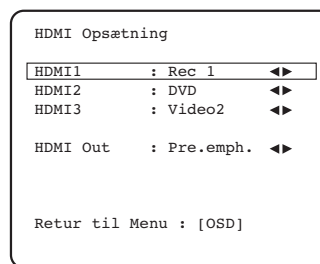 HDMI Opsætning
HDMI1 : Rec 1 ◀▶
HDMI2 : DVD ◀▶
HDMI3 : Video2 ◀▶
HDMI Out : Pre.emph. ◀▶
Retur til Menu : [OSD]